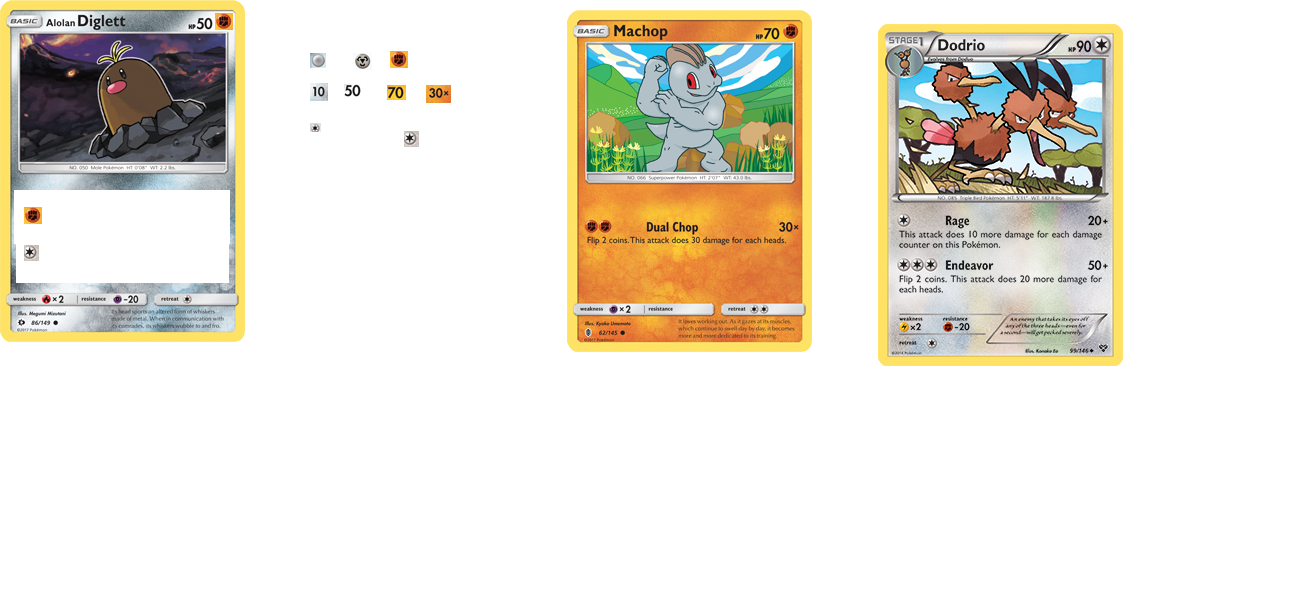 BASIC Alolan Diglett HP 50
NO. 050 Mole Pokémon HT: 0'08" WT: 2.2 lbs.
weakness ×2 resistance -20 retreat
Illus. Megumi Mizutani
86/149
©2017 Pokémon
Its head sports an altered form of whiskers
made of metal. When in communication with
its comrades, its whiskers wobble to and fro.
10 50 70 30×
BASIC Machop HP 70
NO. 066 Superpower Pokémon HT: 2'07" WT: 43.0 lbs.
Dual Chop 30×
Flip 2 coins. This attack does 30 damage for each heads.
weakness ×2 resistance retreat
Illus. Kyoko Umemoto
62/145
©2017 Pokémon
It loves working out. As it gazes at its muscles,
which continue to swell day by day, it becomes
more and more dedicated to its training.
STAGE1 Dodrio HP 90
Evolves from Doduo
NO. 085 Triple Bird Pokémon HT: 5'11" WT: 187.8 lbs.
Rage 20+
This attack does 10 more damage for each damage
counter on this Pokémon.
Endeavor 50+
Flip 2 coins. This attack does 20 more damage for
each heads.
weakness resistance
×2 -20
retreat
An enemy that takes its eyes off
any of the three heads—even for
a second—will get pecked severely.
©2014 Pokémon
Illus. Kanako Eo 99/146